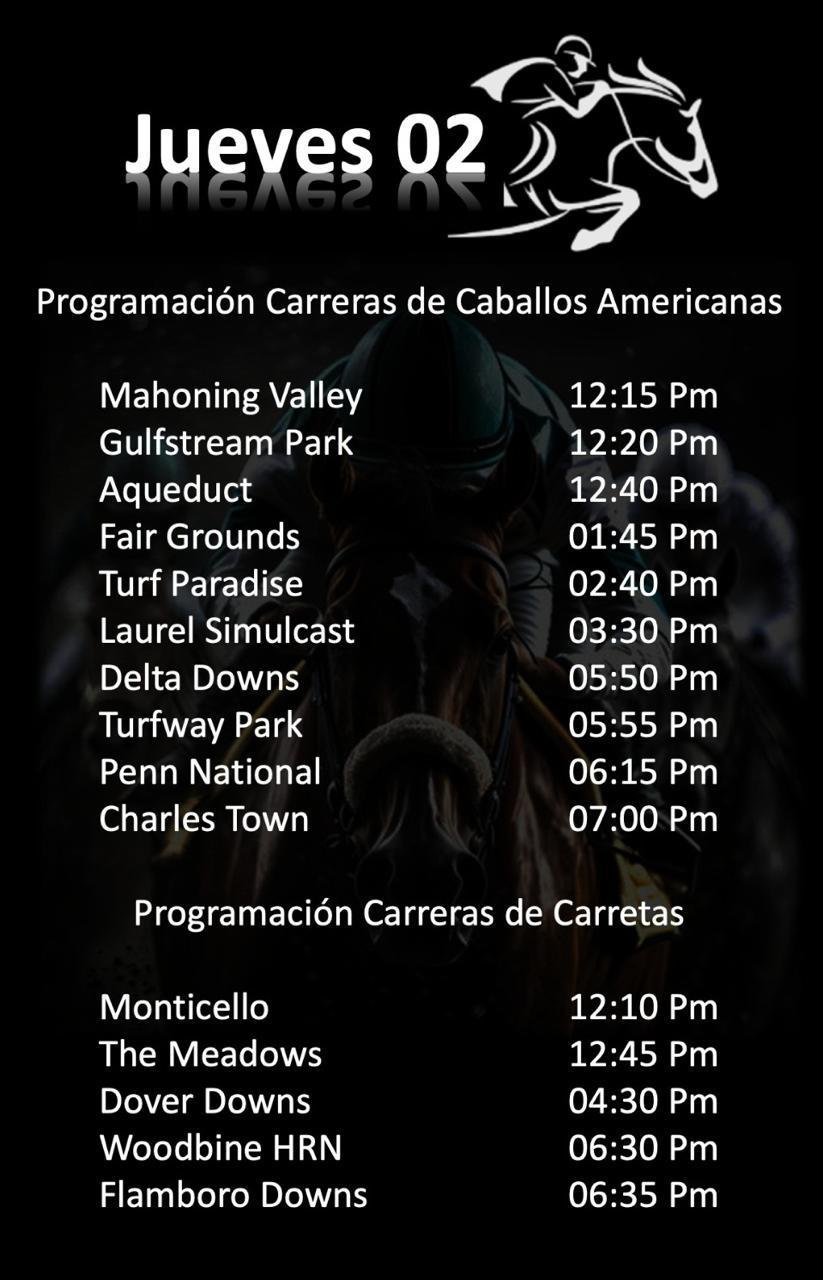 Jueves 02
Programación Carreras de Caballos Americanas
Mahoning Valley 12:15 Pm
Gulfstream Park 12:20 Pm
Aqueduct 12:40 Pm
Fair Grounds 01:45 Pm
Turf Paradise 02:40 Pm
Laurel Simulcast 03:30 Pm
Delta Downs 05:50 Pm
Turfway Park 05:55 Pm
Penn National 06:15 Pm
Charles Town 07:00 Pm
Programación Carreras de Carretas
Monticello 12:10 Pm
The Meadows 12:45 Pm
Dover Downs 04:30 Pm
Woodbine HRN 06:30 Pm
Flamboro Downs 06:35 Pm